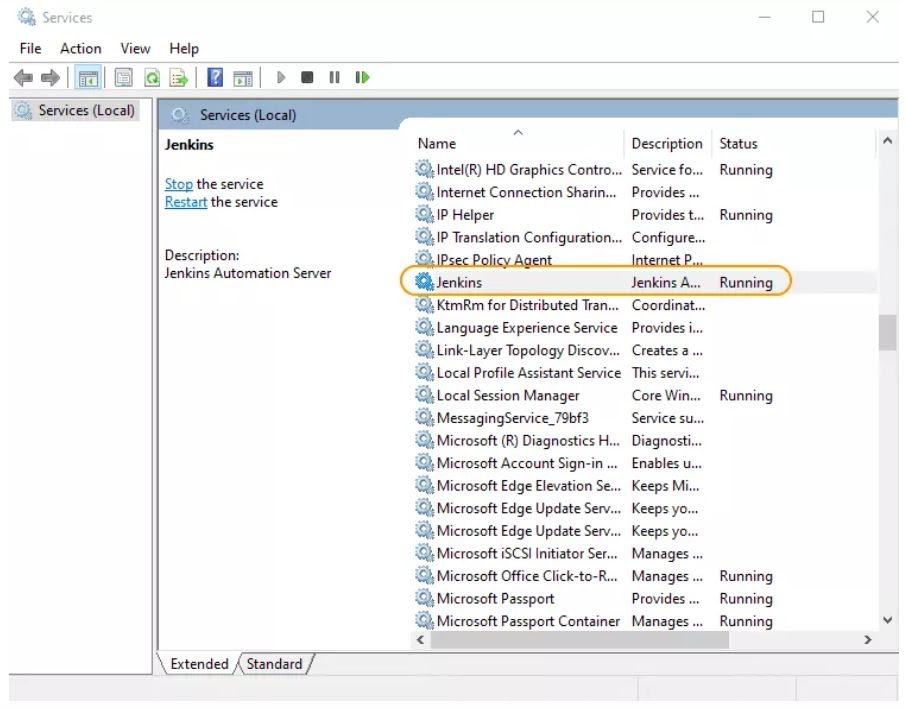 Services
File Action View Help
Services (Local)
Services (Local)
Jenkins
Stop the service
Restart the service
Description:
Jenkins Automation Server
Name Description Status
Intel(R) HD Graphics Contro... Service fo... Running
Internet Connection Sharin... Provides ...
IP Helper Provides t... Running
IP Translation Configuration... Configure...
IPsec Policy Agent Internet P...
Jenkins Jenkins A... Running
KtmRm for Distributed Tran... Coordinat...
Language Experience Service Provides i...
Link-Layer Topology Discov... Creates a ...
Local Profile Assistant Service This servi...
Local Session Manager Core Win... Running
MessagingService_79bf3 Service su...
Microsoft (R) Diagnostics H... Diagnosti...
Microsoft Account Sign-in ... Enables u...
Microsoft Edge Elevation Se... Keeps Mi...
Microsoft Edge Update Serv... Keeps yo...
Microsoft Edge Update Serv... Keeps yo...
Microsoft iSCSI Initiator Ser... Manages ...
Microsoft Office Click-to-R... Manages ... Running
Microsoft Passport Provides ... Running
Microsoft Passport Container Manages ... Running
Extended Standard